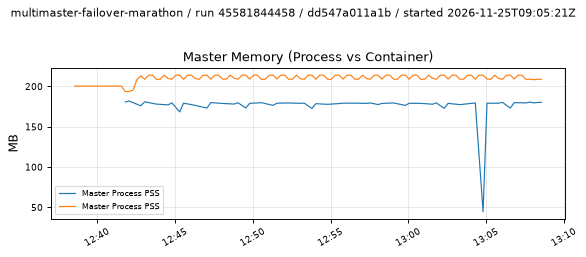 multimaster-failover-marathon / run 45581844458 / dd547a011a1b / started 2026-11-25T09:05:21Z
Master Memory (Process vs Container)
MB
200
150
100
50
Master Process PSS
Master Process PSS
12:40
12:45
12:50
12:55
13:00
13:05
13:10